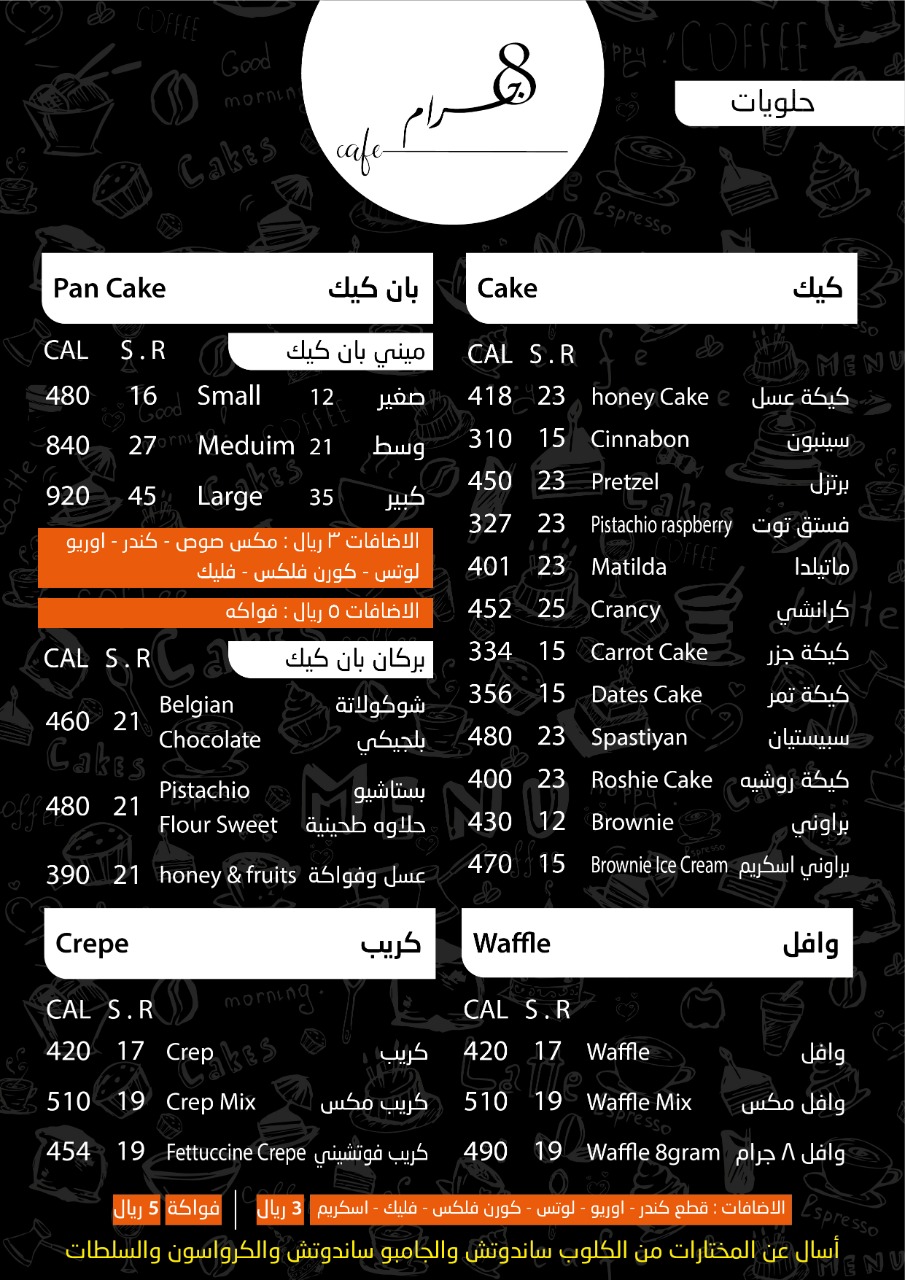 8 جرام
cafe
حلويات
Pan Cake بان كيك
CAL S . R ميني بان كيك
480 16 Small 12 صغير
840 27 Meduim 21 وسط
920 45 Large 35 كبير
الاضافات ٣ ريال : مكس صوص - كندر - اوريو
لوتس - كورن فلكس - فليك
الاضافات ٥ ريال : فواكه
CAL S . R بركان بان كيك
460 21 Belgian Chocolate شوكولاتة بلجيكي
480 21 Pistachio Flour Sweet بستاشيو حلاوه طحينية
390 21 honey & fruits عسل وفواكة
Cake كيك
CAL S . R
418 23 honey Cake كيكة عسل
310 15 Cinnabon سينبون
450 23 Pretzel برتزل
327 23 Pistachio raspberry فستق توت
401 23 Matilda ماتيلدا
452 25 Crancy كرانشي
334 15 Carrot Cake كيكة جزر
356 15 Dates Cake كيكة تمر
480 23 Spastiyan سبيستيان
400 23 Roshie Cake كيكة روشيه
430 12 Brownie براوني
470 15 Brownie Ice Cream براوني اسكريم
Crepe كريب
CAL S . R
420 17 Crep كريب
510 19 Crep Mix كريب مكس
454 19 Fettuccine Crepe كريب فوتشيني
Waffle وافل
CAL S . R
420 17 Waffle وافل
510 19 Waffle Mix وافل مكس
490 19 Waffle 8gram وافل ٨ جرام
الاضافات : قطع كندر - اوريو - لوتس - كورن فلكس - فليك - اسكريم 3 ريال | فواكة 5 ريال
أسال عن المختارات من الكلوب ساندوتش والجامبو ساندوتش والكرواسون والسلطات